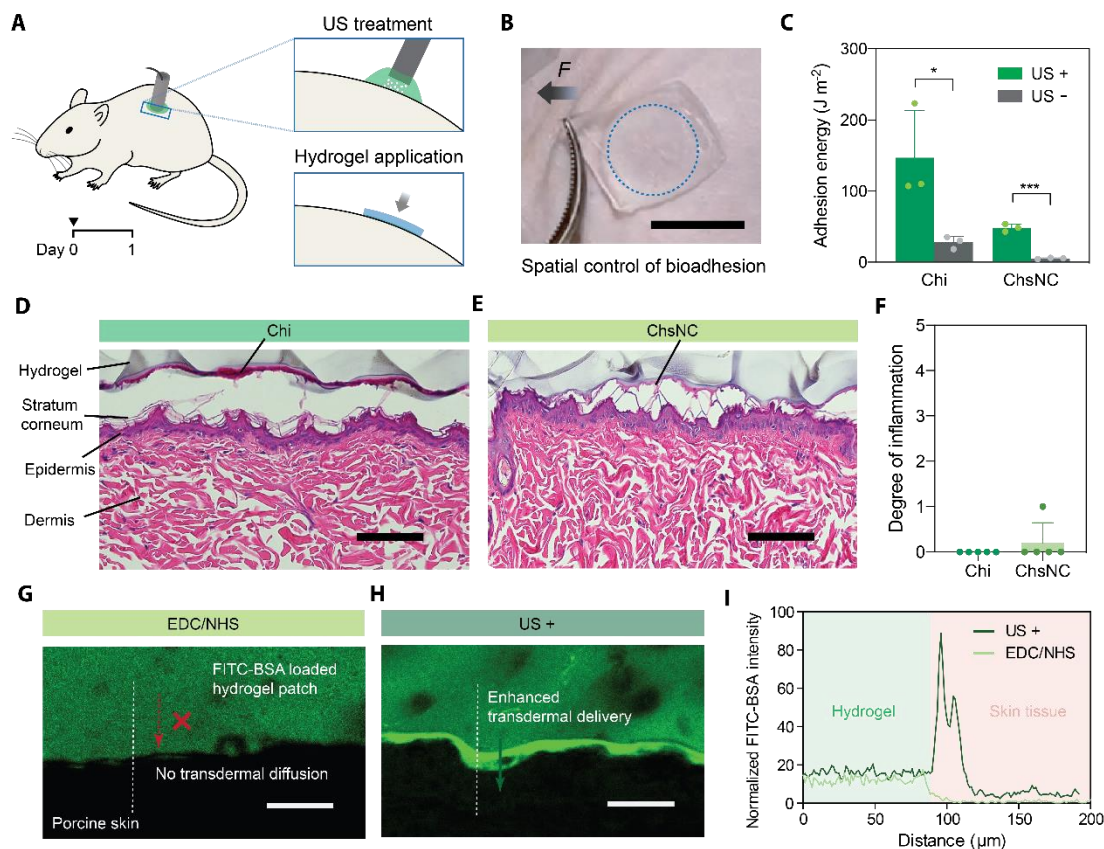 A
US treatment
Hydrogel application
Day 0
1
B
F
Spatial control of bioadhesion
C
300
200
100
0
Adhesion energy (J m⁻²)
US +
US −
*
***
Chi
ChsNC
D
Chi
Chi
Hydrogel
Stratum
corneum
Epidermis
Dermis
E
ChsNC
ChsNC
F
5
4
3
2
1
0
Degree of inflammation
Chi
ChsNC
G
EDC/NHS
FITC-BSA loaded
hydrogel patch
No transdermal diffusion
Porcine skin
H
US +
Enhanced
transdermal delivery
I
100
80
60
40
20
0
Normalized FITC-BSA intensity
US +
EDC/NHS
Hydrogel
Skin tissue
0
50
100
150
200
Distance (µm)